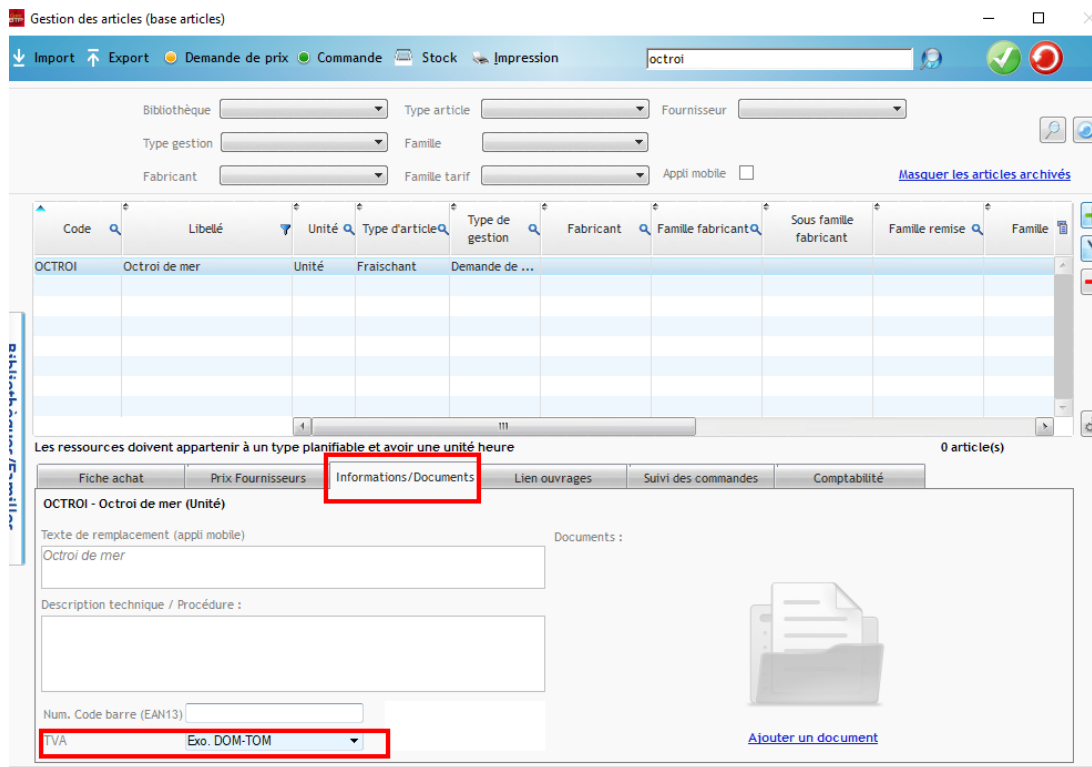 Gestion des articles (base articles)
Import Export Demande de prix Commande Stock Impression octroi
Bibliothèque Type article Fournisseur
Type gestion Famille
Fabricant Famille tarif Appli mobile Masquer les articles archivés
Code Libellé Unité Type d'article Type de gestion Fabricant Famille fabricant Sous famille fabricant Famille remise Famille
OCTROI Octroi de mer Unité Fraischant Demande de ...
Les ressources doivent appartenir à un type planifiable et avoir une unité heure 0 article(s)
Fiche achat Prix Fournisseurs Informations/Documents Lien ouvrages Suivi des commandes Comptabilité
OCTROI - Octroi de mer (Unité)
Texte de remplacement (appli mobile) Documents :
Octroi de mer
Description technique / Procédure :
Num. Code barre (EAN13)
TVA Exo. DOM-TOM
Ajouter un document